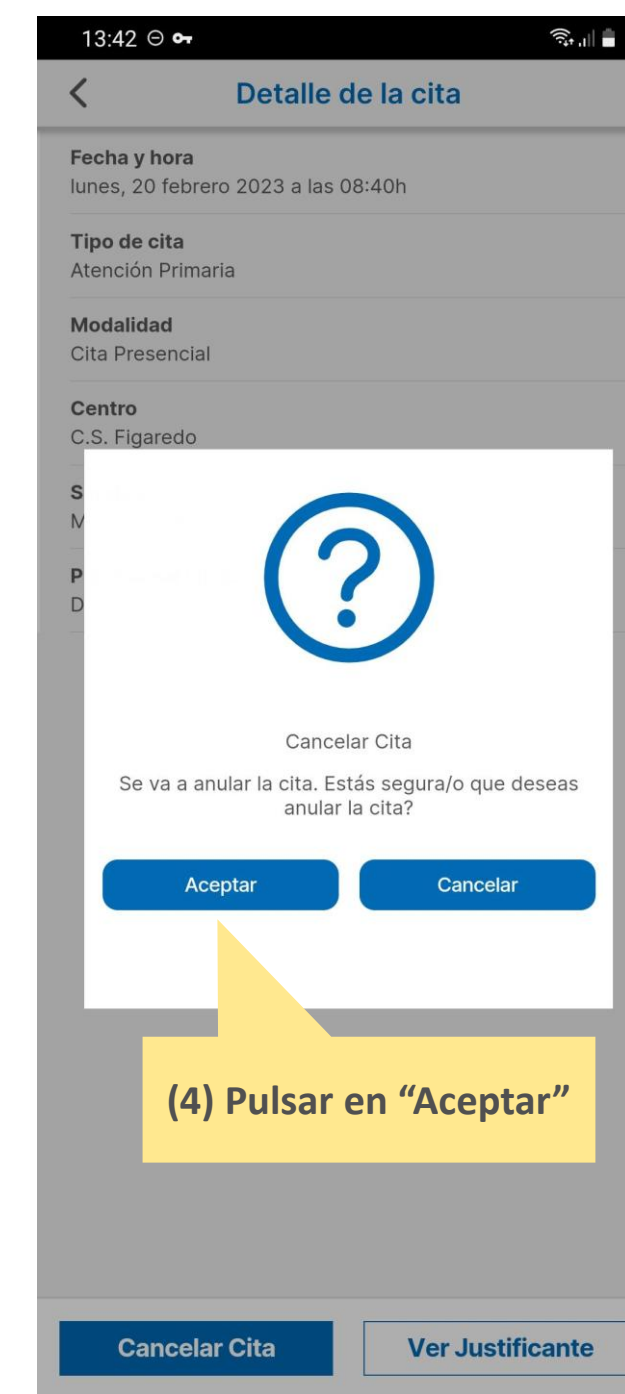 13:42
Detalle de la cita
Fecha y hora
lunes, 20 febrero 2023 a las 08:40h
Tipo de cita
Atención Primaria
Modalidad
Cita Presencial
Centro
C.S. Figaredo
Cancelar Cita
Se va a anular la cita. Estás segura/o que deseas
anular la cita?
Aceptar Cancelar
(4) Pulsar en “Aceptar”
Cancelar Cita Ver Justificante